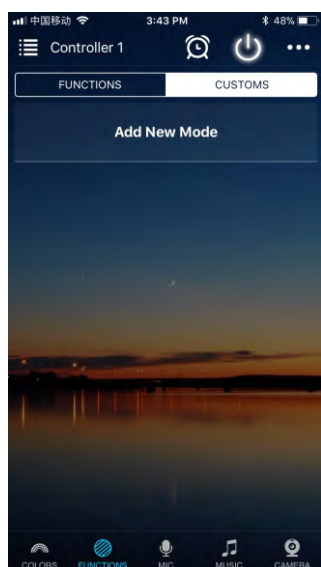 中国移动 3:43 PM 48%
Controller 1
FUNCTIONS CUSTOMS
Add New Mode
COLORS FUNCTIONS MIC MUSIC CAMERA